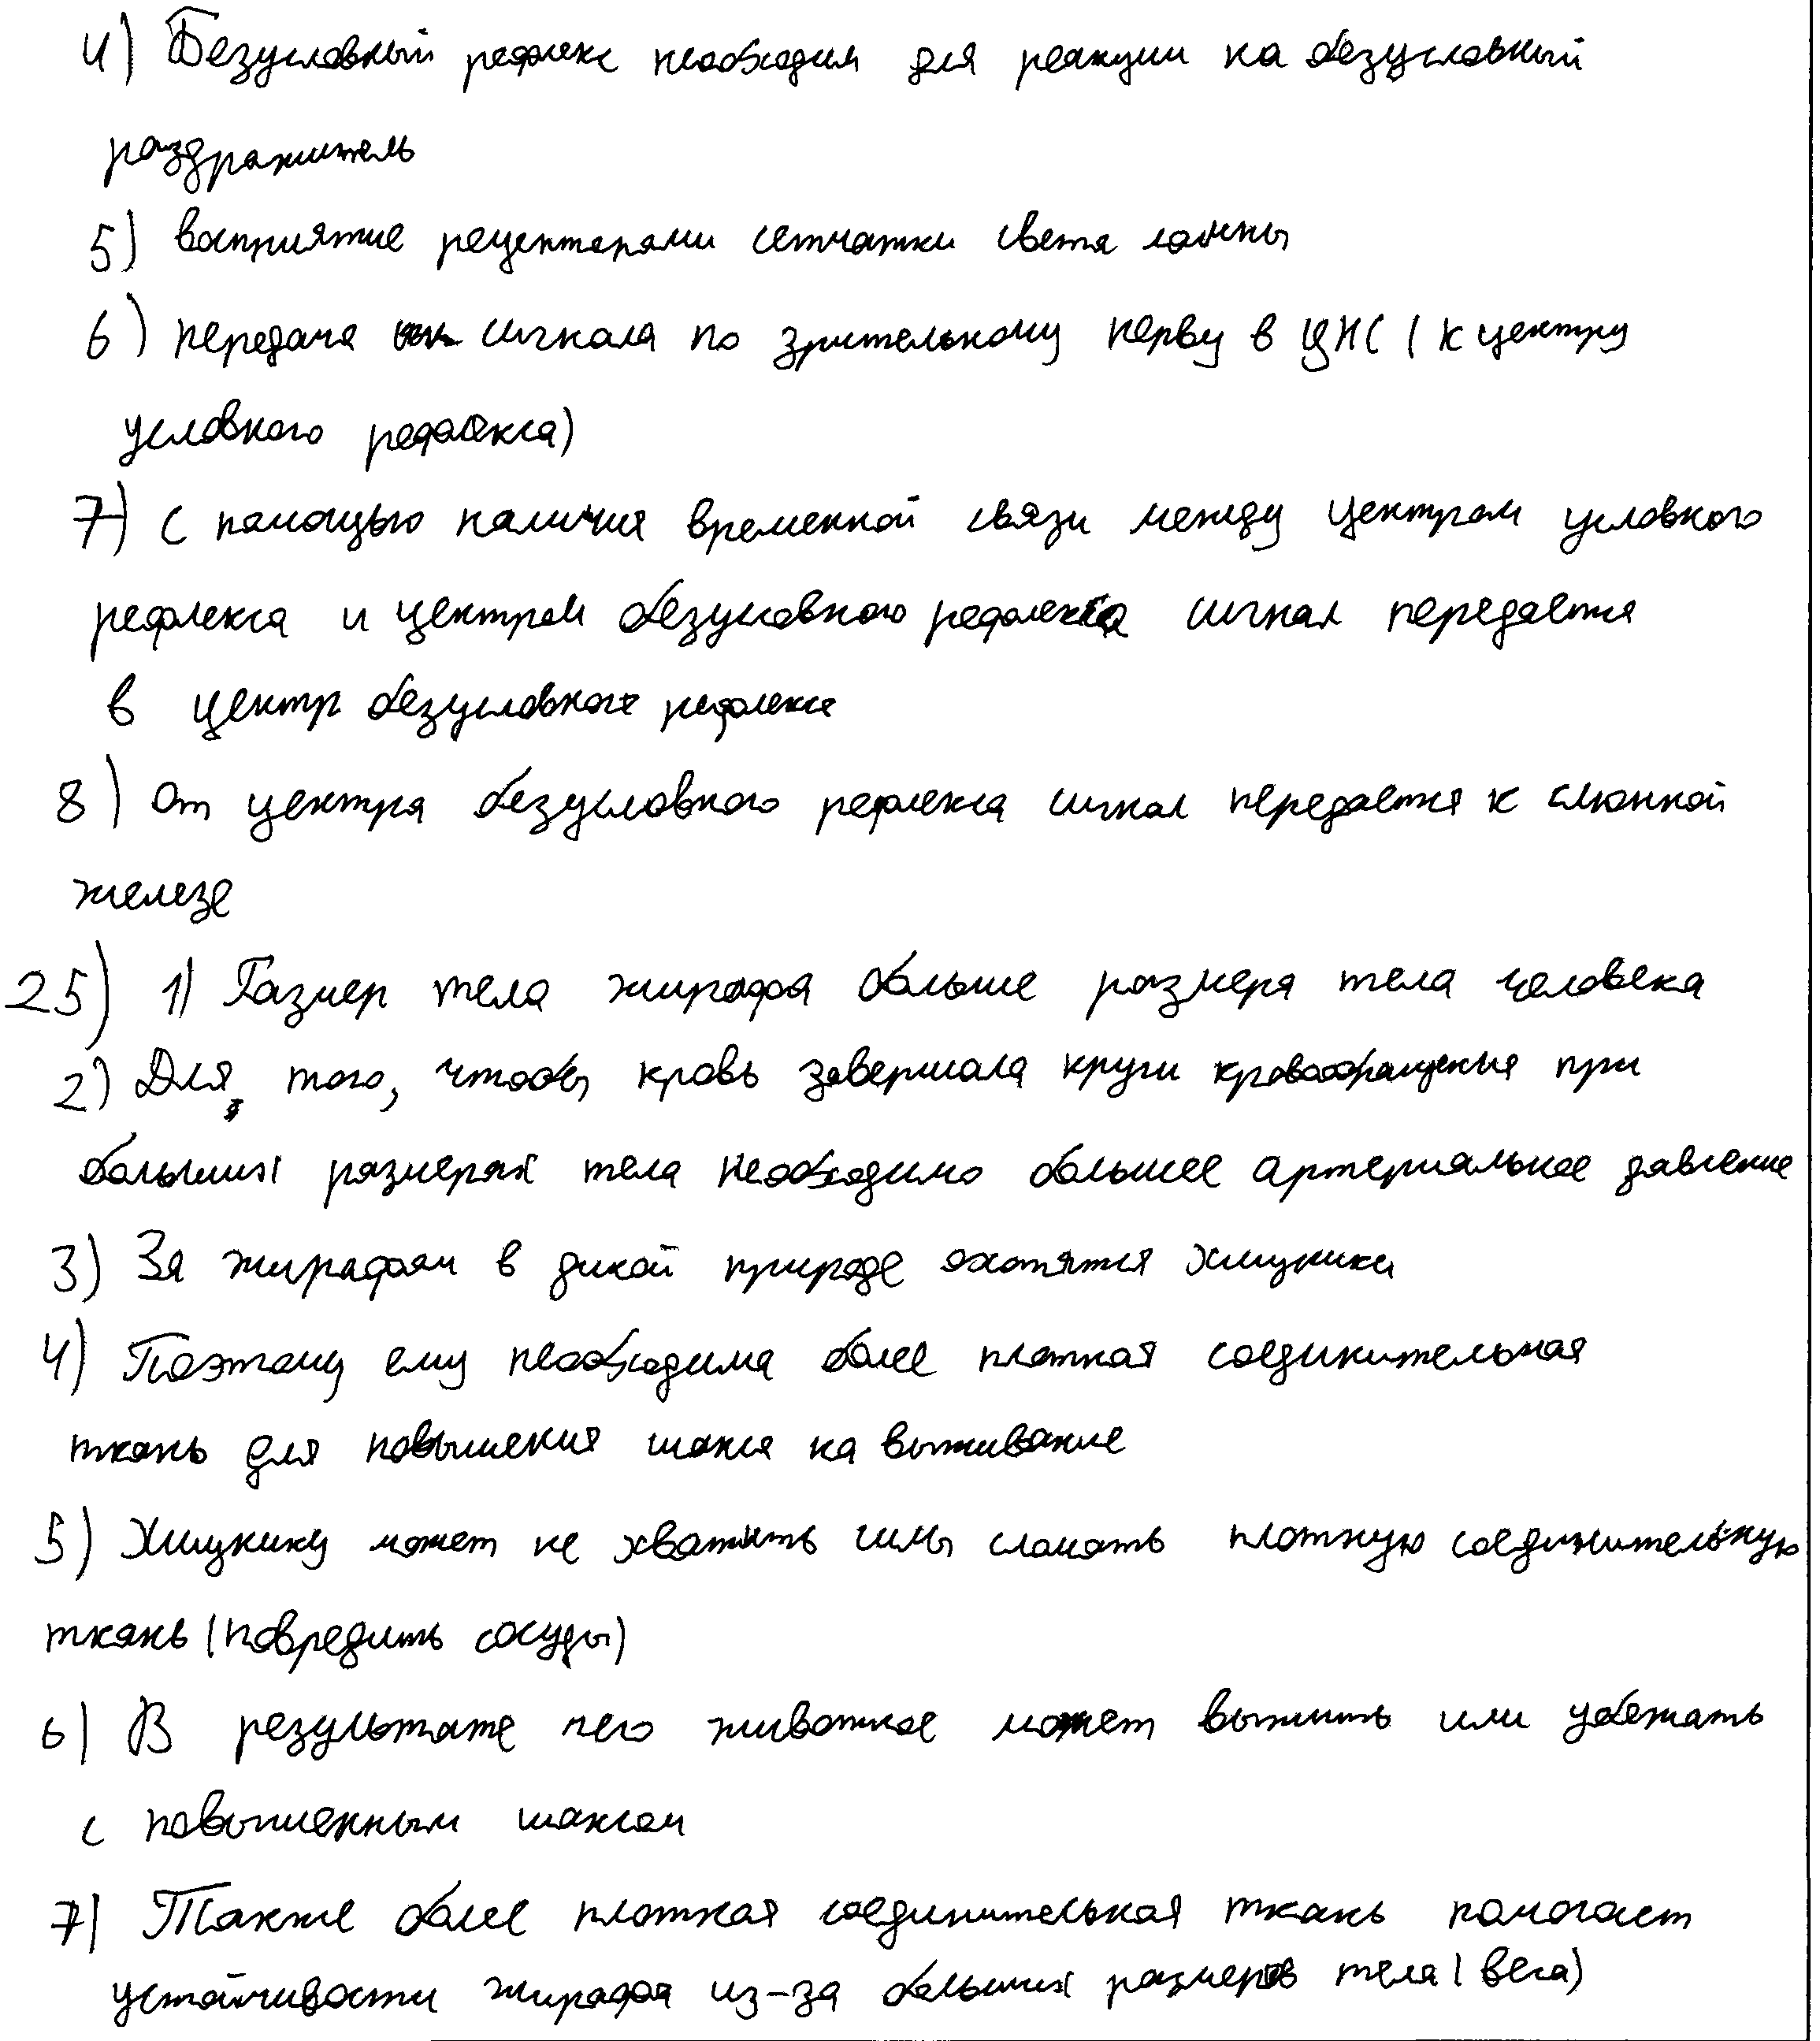 4) Безусловный рефлекс необходим для реакции на безусловный
раздражитель
5) восприятие рецепторами сетчатки света лампы
6) передача сигнала по зрительному нерву в ЦНС (к центру
условного рефлекса)
7) с помощью наличия временной связи между центром условного
рефлекса и центром безусловного рефлекса сигнал передается
в центр безусловного рефлекса
8) От центра безусловного рефлекса сигнал передается к слюнной
железе
25) 1) Размер тела жирафа больше размера тела человека
2) Для того, чтобы кровь завершала круги кровообращения при
больших размерах тела необходимо большее артериальное давление
3) За жирафом в дикой природе охотятся хищники
4) Поэтому ему необходима более плотная соединительная
ткань для повышения шанса на выживание
5) Хищнику может не хватить силы сломать плотную соединительную
ткань (повредить сосуды)
6) В результате чего животное может выжить или убежать
с повышенным шансом
7) Также более плотная соединительная ткань помогает
устойчивости жирафа из-за больших размеров тела (веса)